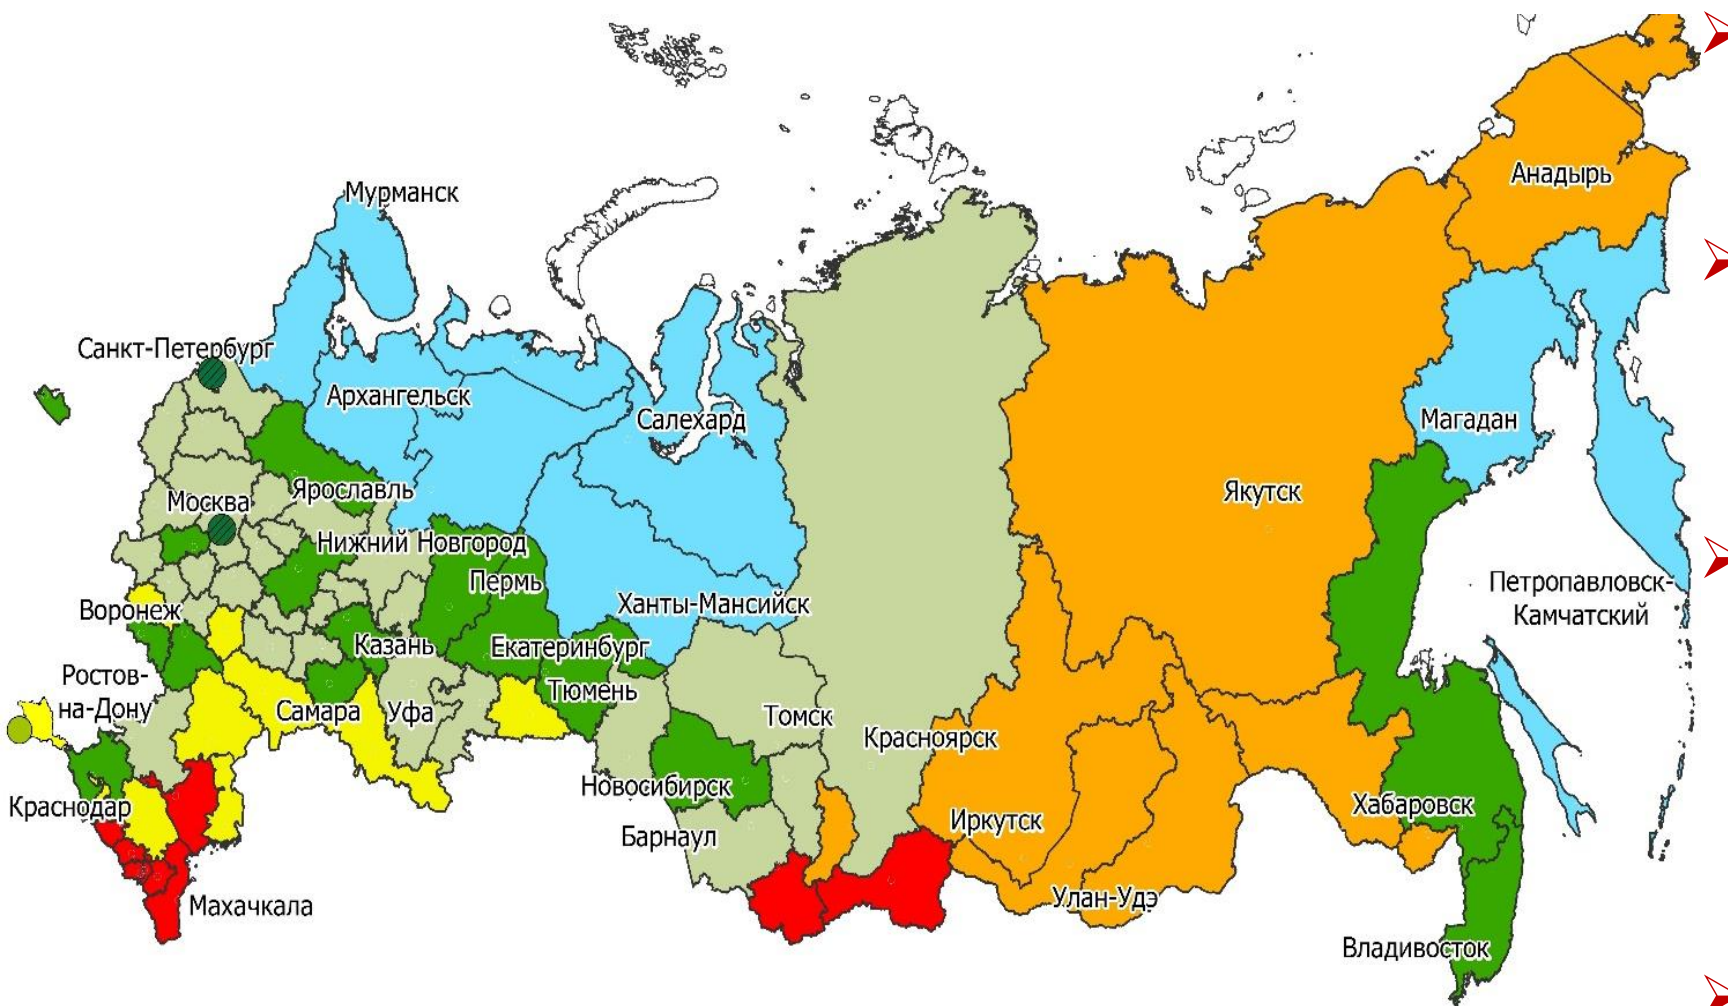 Анадырь
Мурманск
Санкт-Петербург
Архангельск
Салехард
Магадан
Якутск
Ярославль
Москва
Нижний Новгород
Пермь
Петропавловск-
Камчатский
Ханты-Мансийск
Воронеж
Казань
Екатеринбург
Ростов-
на-Дону
Тюмень
Самара
Уфа
Томск
Красноярск
Новосибирск
Краснодар
Хабаровск
Иркутск
Барнаул
Улан-Удэ
Махачкала
Владивосток